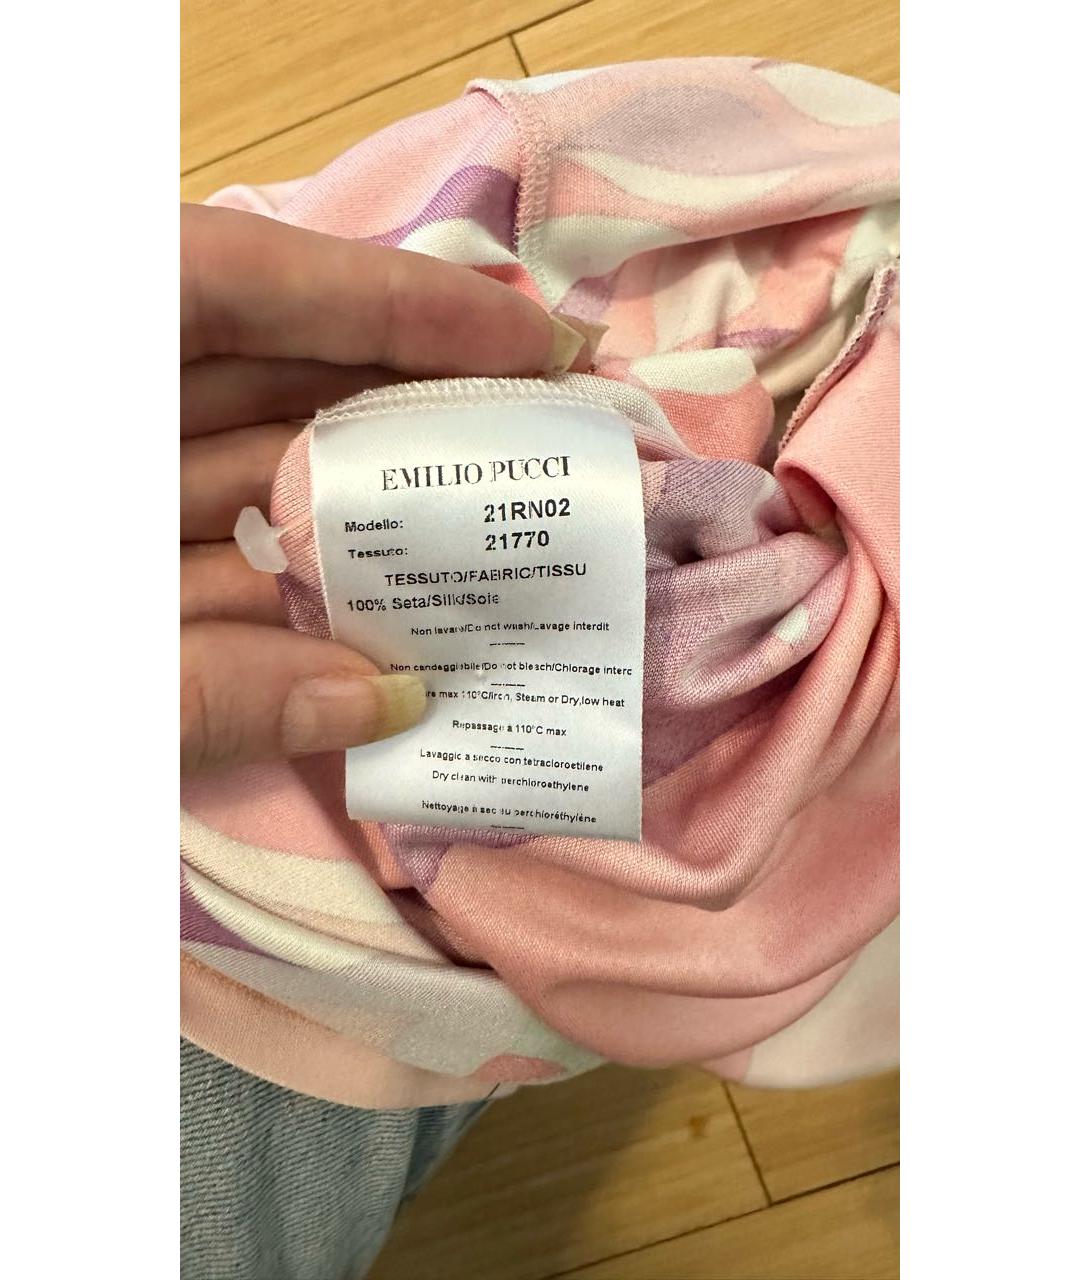 EMILIO PUCCI
Modello: 21RN02
Tessuto: 21770
TESSUTO/FABRIC/TISSU
100% Seta/Silk/Soie
Non lavare/Do not wash/Lavage interdit
Non candeggiabile/Do not bleach/Chlorage interc
re max 110°C/iron, Steam or Dry,low heat
Repassage à 110°C max
Lavaggio a secco con tetracloroetilene
Dry clean with perchloroethylene
Nettoyage à sec au perchloréthylène